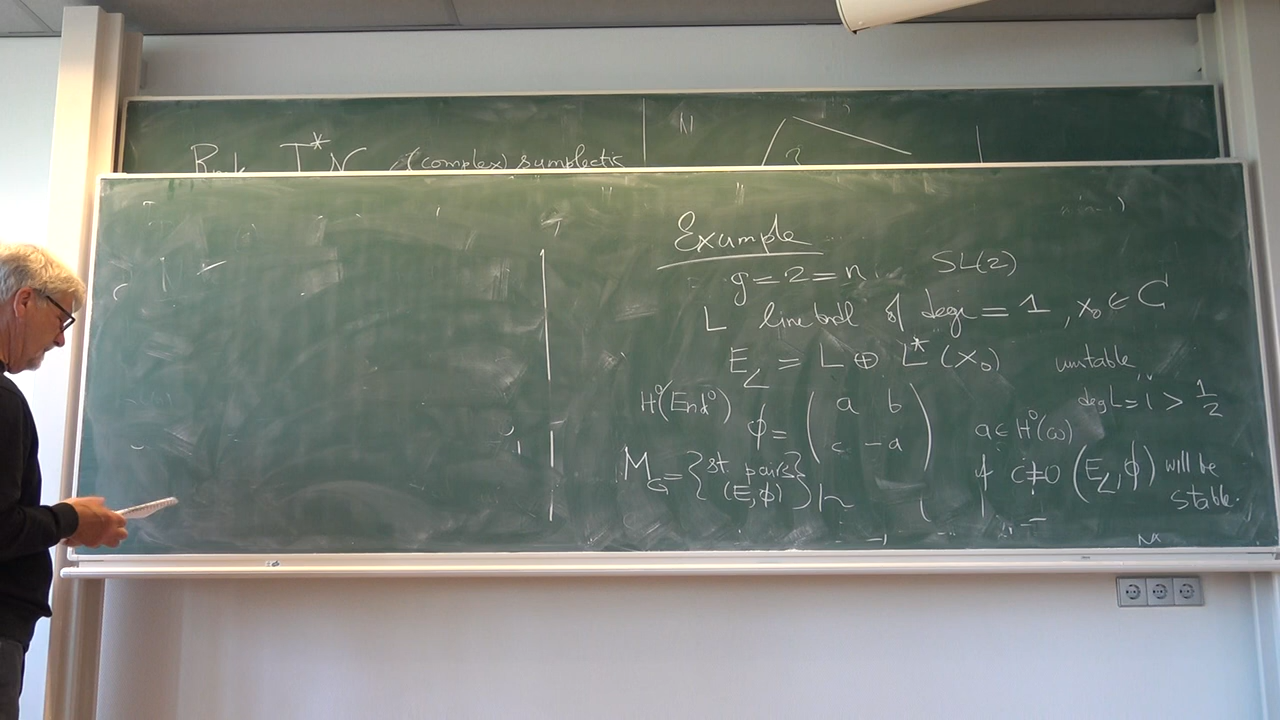 T*N (complex) symplectic
N
Example
g=2=n. SL(2)
L line bdl of deg = 1, x₀ ∈ C
E_L = L ⊕ L*(x₀) unstable
deg L = 1 > 1/2
H⁰(End⁰) φ = ( a b
c -a ) a ∈ H⁰(ω)
M_G = { st. pairs (E,φ) }/~ if c≠0 (E_L,φ) will be stable.